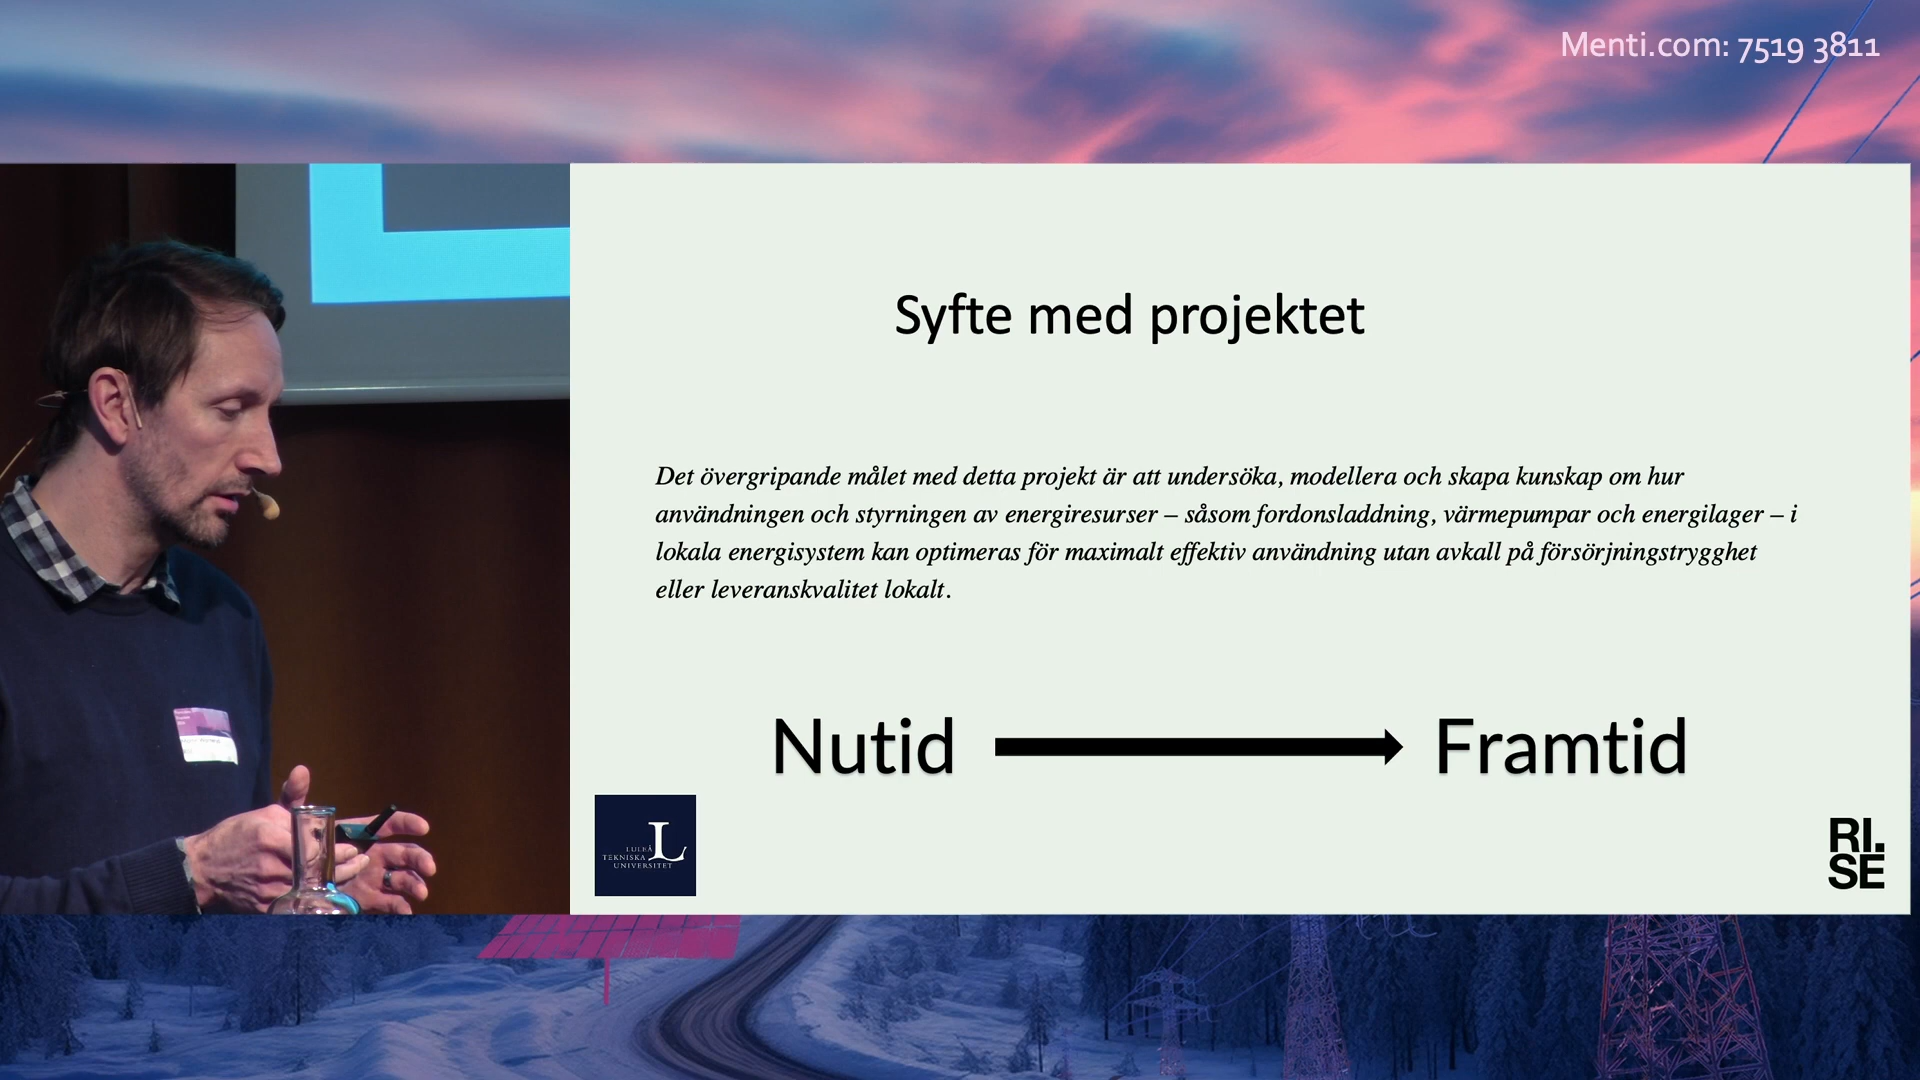 Menti.com: 7519 3811
Syfte med projektet
Det övergripande målet med detta projekt är att undersöka, modellera och skapa kunskap om hur
användningen och styrningen av energiresurser – såsom fordonsladdning, värmepumpar och energilager – i
lokala energisystem kan optimeras för maximalt effektiv användning utan avkall på försörjningstrygghet
eller leveranskvalitet lokalt.
Nutid
Framtid
LULEÅ
TEKNISKA
UNIVERSITET
L
RI.
SE